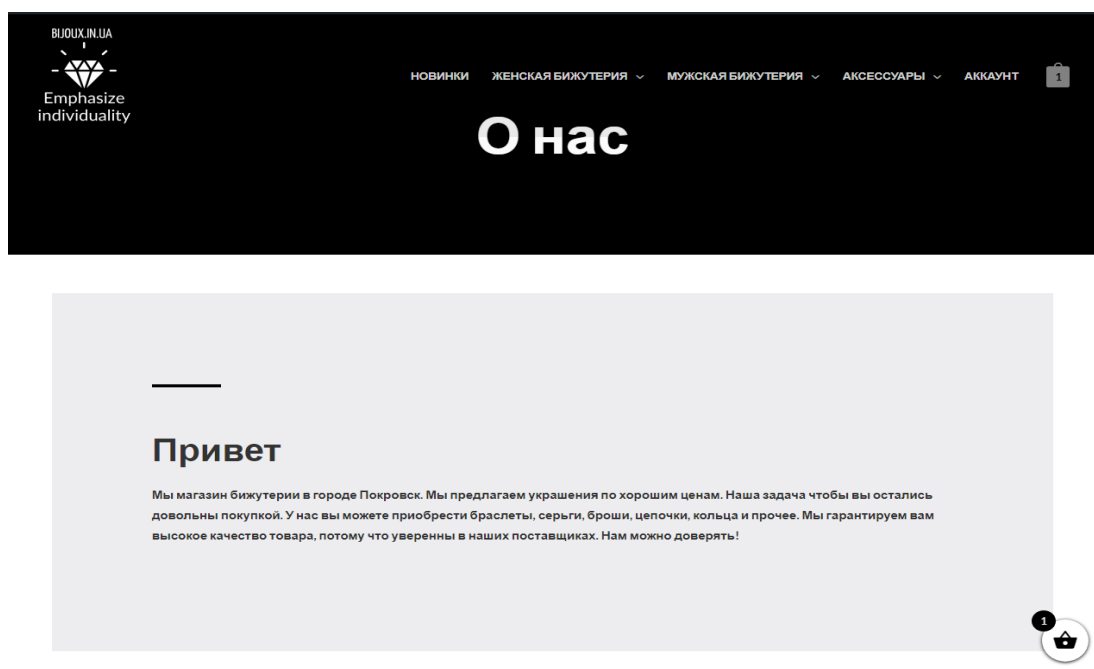 BIJOUX.IN.UA
Emphasize
individuality
НОВИНКИ ЖЕНСКАЯ БИЖУТЕРИЯ МУЖСКАЯ БИЖУТЕРИЯ АКСЕССУАРЫ АККАУНТ 1
О нас
Привет
Мы магазин бижутерии в городе Покровск. Мы предлагаем украшения по хорошим ценам. Наша задача чтобы вы остались
довольны покупкой. У нас вы можете приобрести браслеты, серьги, броши, цепочки, кольца и прочее. Мы гарантируем вам
высокое качество товара, потому что уверенны в наших поставщиках. Нам можно доверять!
1